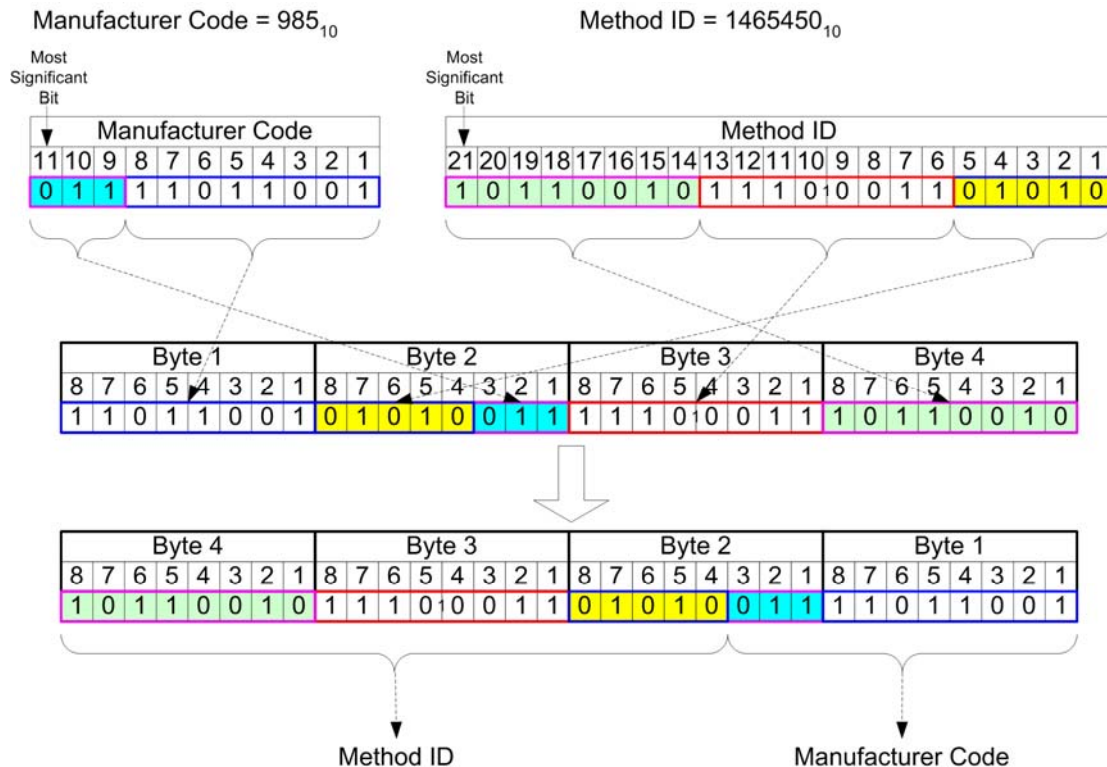 Manufacturer Code = 985₁₀ Method ID = 1465450₁₀
Most Significant Bit
Most Significant Bit
Manufacturer Code
Method ID
11 10 9 8 7 6 5 4 3 2 1
21 20 19 18 17 16 15 14 13 12 11 10 9 8 7 6 5 4 3 2 1
0 1 1 1 1 0 1 1 0 0 1
1 0 1 1 0 0 1 0 1 1 1 0 1 0 0 1 1 0 1 0 1 0
Byte 1 Byte 2 Byte 3 Byte 4
8 7 6 5 4 3 2 1 8 7 6 5 4 3 2 1 8 7 6 5 4 3 2 1 8 7 6 5 4 3 2 1
1 1 0 1 1 0 0 1 0 1 0 1 0 0 1 1 1 1 1 0 1 0 0 1 1 1 0 1 1 0 0 1 0
Byte 4 Byte 3 Byte 2 Byte 1
8 7 6 5 4 3 2 1 8 7 6 5 4 3 2 1 8 7 6 5 4 3 2 1 8 7 6 5 4 3 2 1
1 0 1 1 0 0 1 0 1 1 1 0 1 0 0 1 1 0 1 0 1 0 0 1 1 1 1 0 1 1 0 0 1
Method ID Manufacturer Code